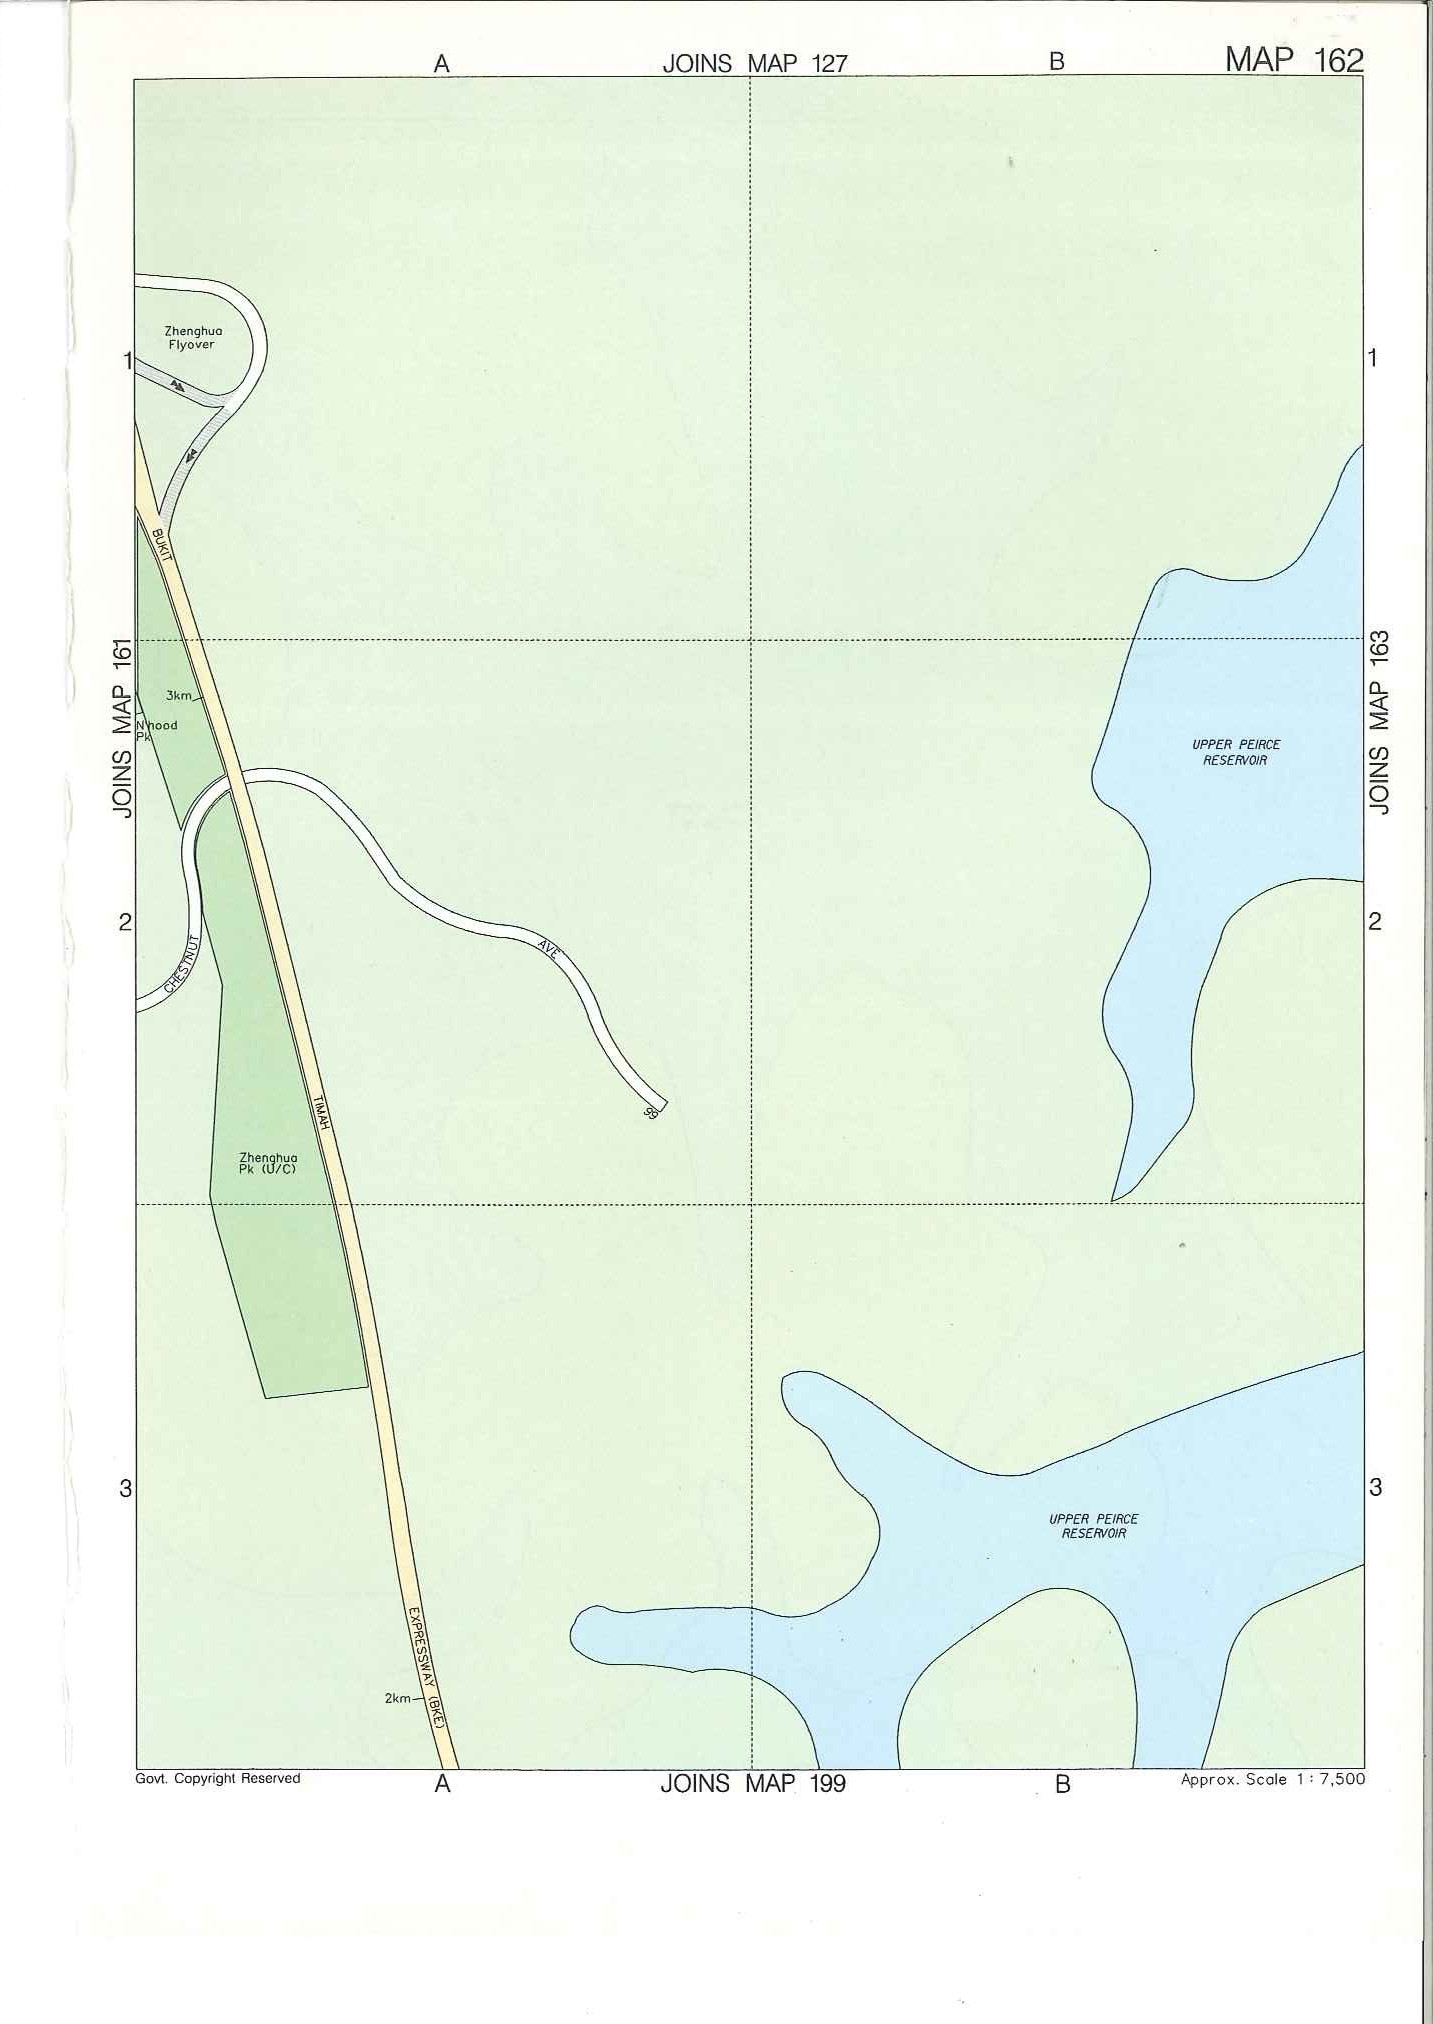 A
JOINS MAP 127
B
MAP 162
Zhenghua
Flyover
1
1
BUKIT
JOINS MAP 161
JOINS MAP 163
3km
N'hood
Pk
UPPER PEIRCE
RESERVOIR
2
2
CHESTNUT
AVE
99
TIMAH
Zhenghua
Pk (U/C)
3
3
UPPER PEIRCE
RESERVOIR
EXPRESSWAY (BKE)
2km
Govt. Copyright Reserved
A
JOINS MAP 199
B
Approx. Scale 1 : 7,500